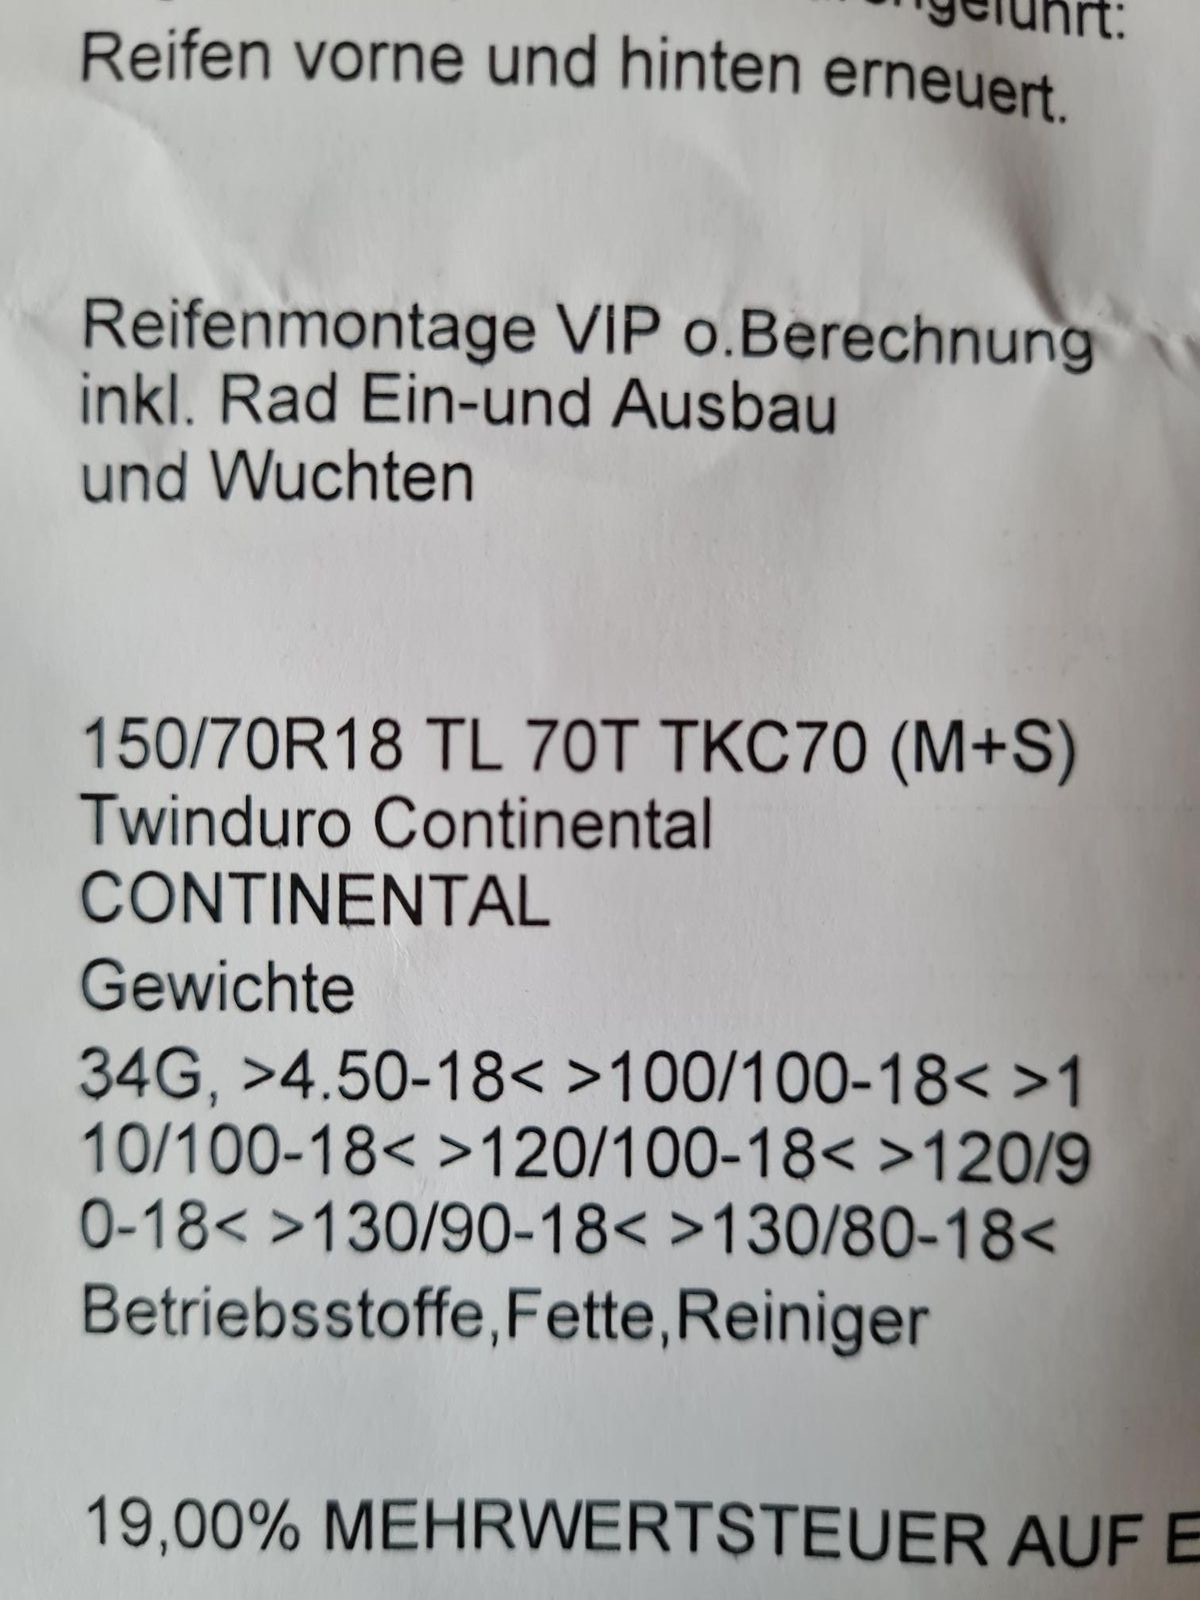 Reifen vorne und hinten erneuert.
Reifenmontage VIP o.Berechnung
inkl. Rad Ein-und Ausbau
und Wuchten
150/70R18 TL 70T TKC70 (M+S)
Twinduro Continental
CONTINENTAL
Gewichte
34G, >4.50-18< >100/100-18< >1
10/100-18< >120/100-18< >120/9
0-18< >130/90-18< >130/80-18<
Betriebsstoffe,Fette,Reiniger
19,00% MEHRWERTSTEUER AUF